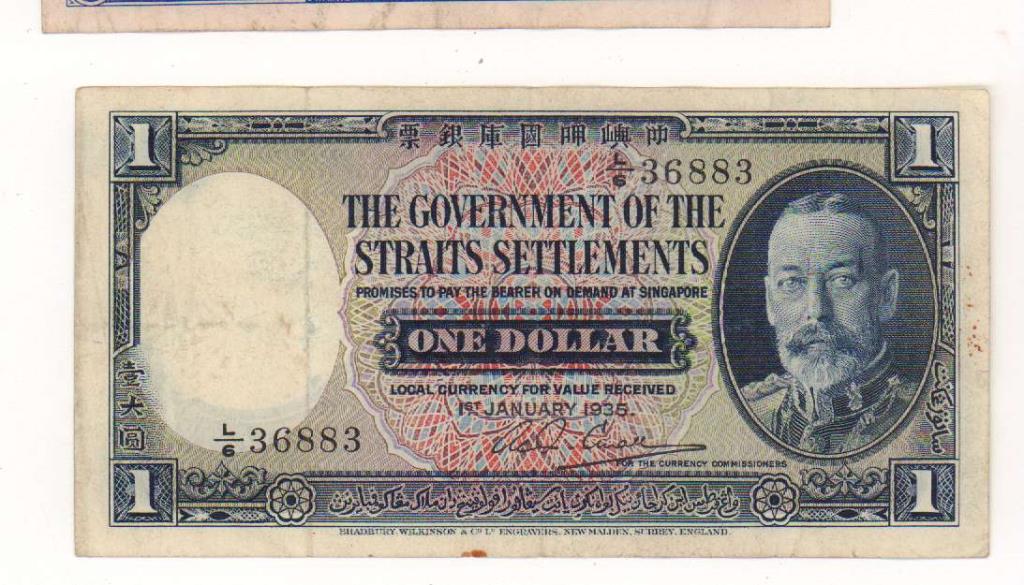 叻嶼呷國庫銀票
1 1
L/6 36883
THE GOVERNMENT OF THE
STRAITS SETTLEMENTS
PROMISES TO PAY THE BEARER ON DEMAND AT SINGAPORE
ONE DOLLAR
LOCAL CURRENCY FOR VALUE RECEIVED
1ST JANUARY 1935.
壹大圓
L/6 36883
FOR THE CURRENCY COMMISSIONERS
1 1
BRADBURY, WILKINSON & Co Ld ENGRAVERS, NEW MALDEN, SURREY, ENGLAND.